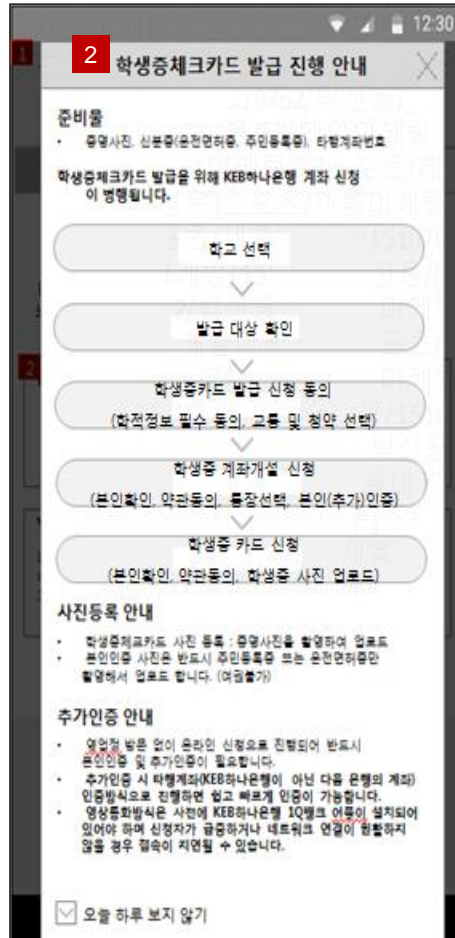 12:30
1
2 학생증체크카드 발급 진행 안내
준비물
• 증명사진, 신분증(운전면허증, 주민등록증), 타행계좌번호
학생증체크카드 발급을 위해 KEB하나은행 계좌 신청
이 병행됩니다.
학교 선택
발급 대상 확인
2
학생증카드 발급 신청 동의
(학적정보 필수 동의, 교통 및 청약 선택)
학생증 계좌개설 신청
(본인확인, 약관동의, 통장선택, 본인(추가)인증)
학생증 카드 신청
(본인확인, 약관동의, 학생증 사진 업로드)
사진등록 안내
• 학생증체크카드 사진 등록 : 증명사진을 촬영하여 업로드
• 본인인증 사진은 반드시 주민등록증 또는 운전면허증만
촬영해서 업로드 합니다. (여권불가)
추가인증 안내
• 영업점 방문 없이 온라인 신청으로 진행되어 반드시
본인인증 및 추가인증이 필요합니다.
• 추가인증 시 타행계좌(KEB하나은행이 아닌 다음 은행의 계좌)
인증방식으로 진행하면 쉽고 빠르게 인증이 가능합니다.
• 영상통화방식은 사전에 KEB하나은행 1Q뱅크 어플이 설치되어
있어야 하며 신청자가 급증하거나 네트워크 연결이 원활하지
않을 경우 접속이 지연될 수 있습니다.
오늘 하루 보지 않기